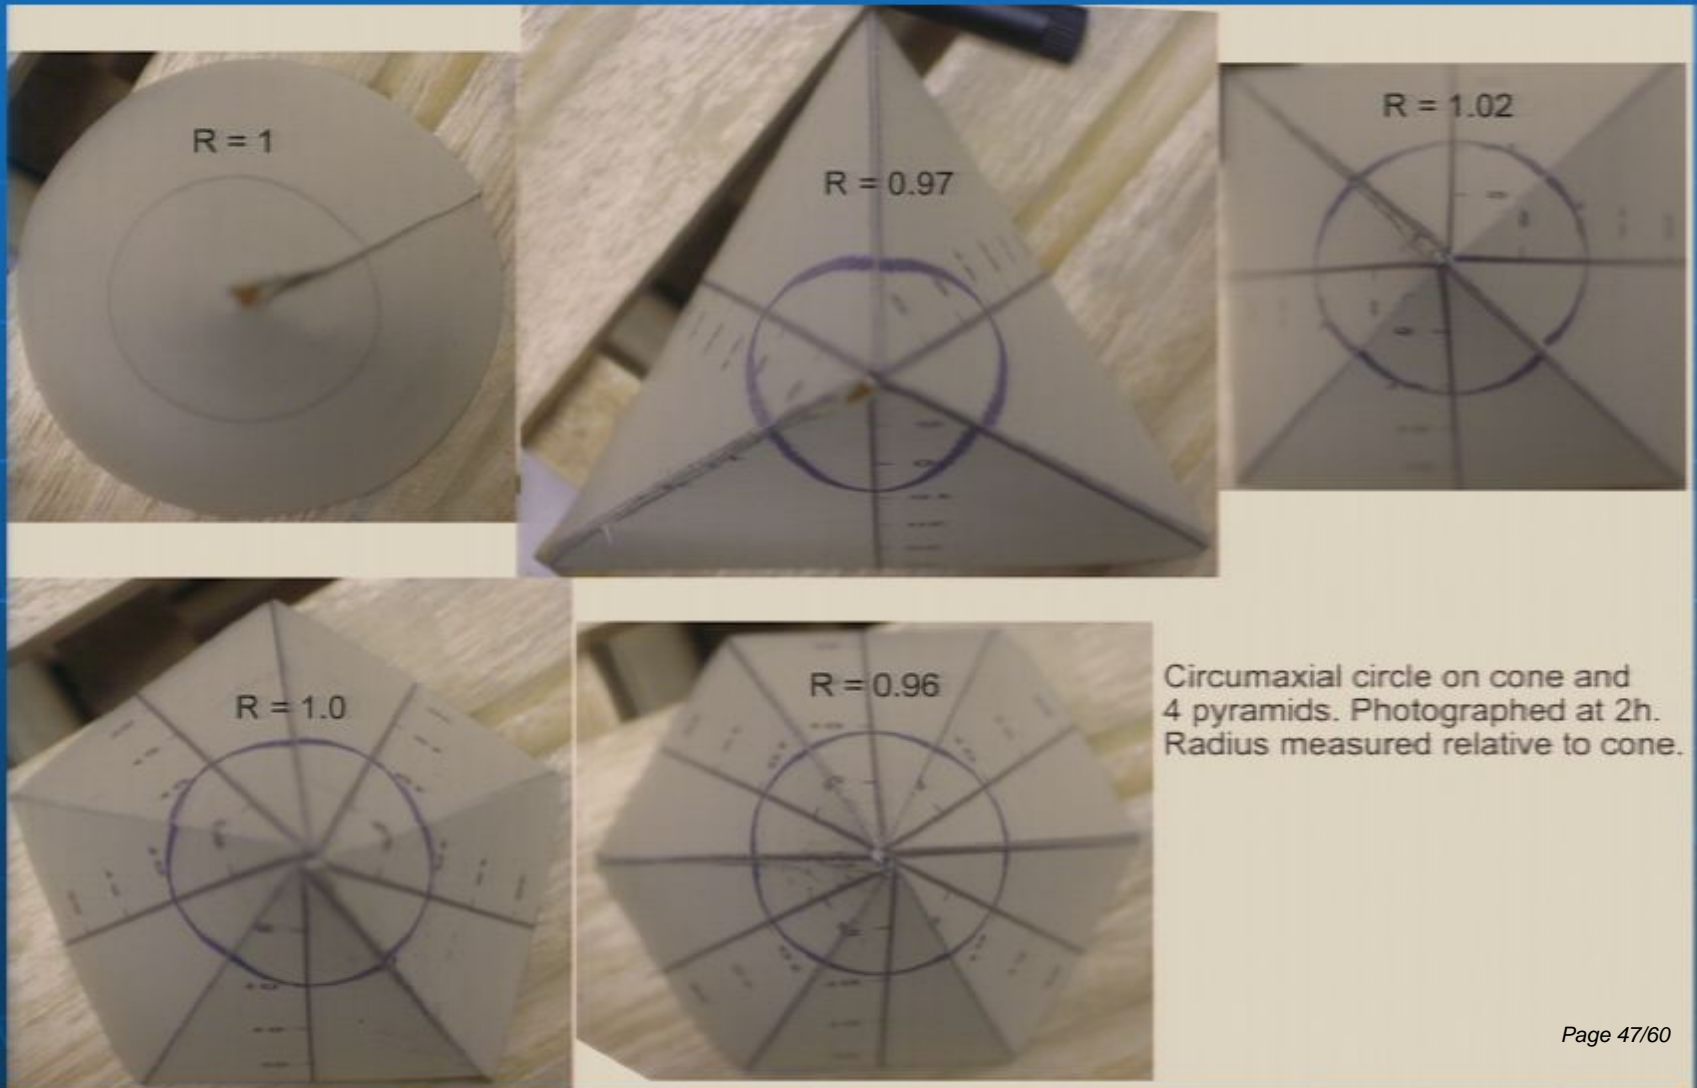 R = 1
R = 0.97
R = 1.02
R = 1.0
R = 0.96
Circumaxial circle on cone and
4 pyramids. Photographed at 2h.
Radius measured relative to cone.
Page 47/60